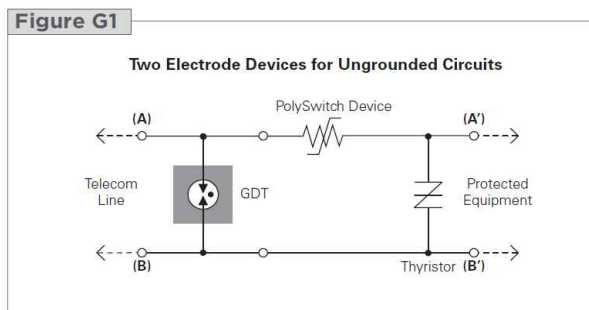 Figure G1
Two Electrode Devices for Ungrounded Circuits
PolySwitch Device
(A)
(A’)
Telecom
Line
GDT
Protected
Equipment
(B)
Thyristor
(B’)